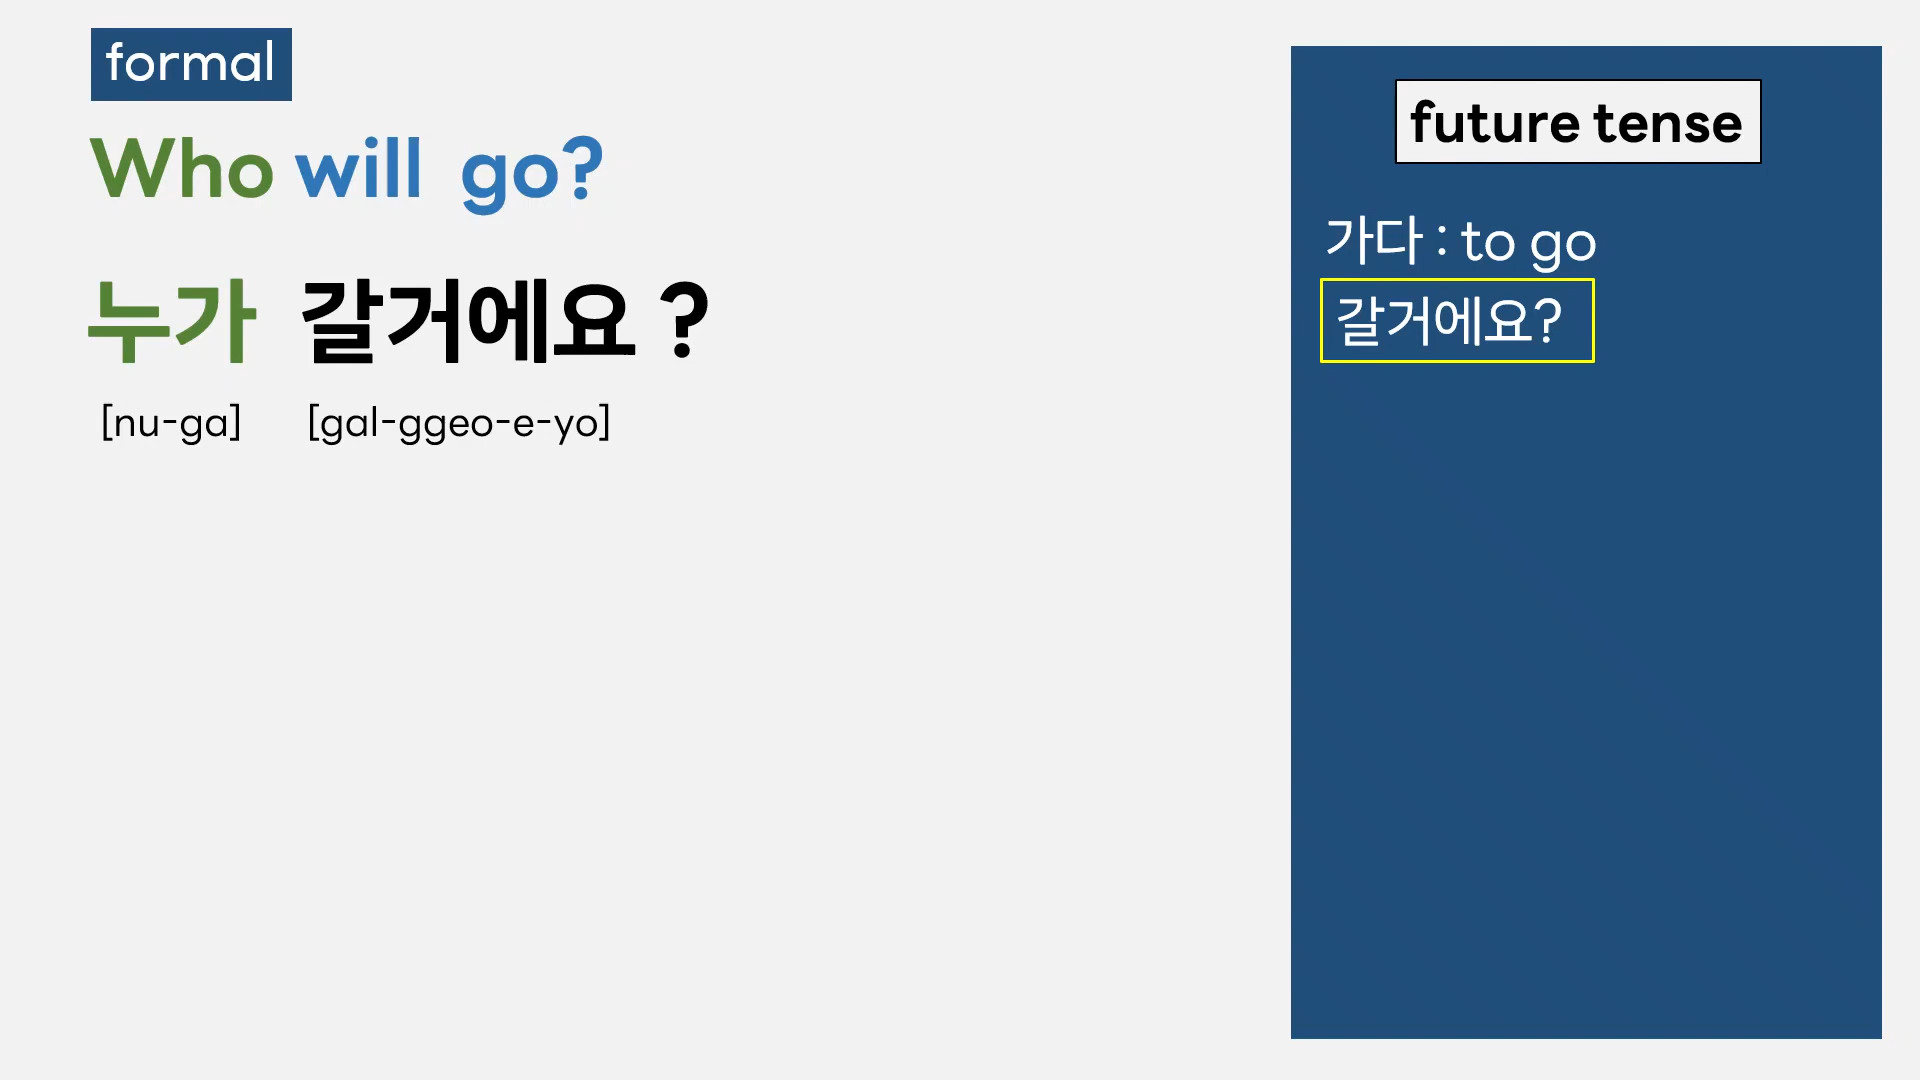 formal
Who will go?
누가 갈거에요 ?
[nu-ga] [gal-ggeo-e-yo]
future tense
가다 : to go
갈거에요?